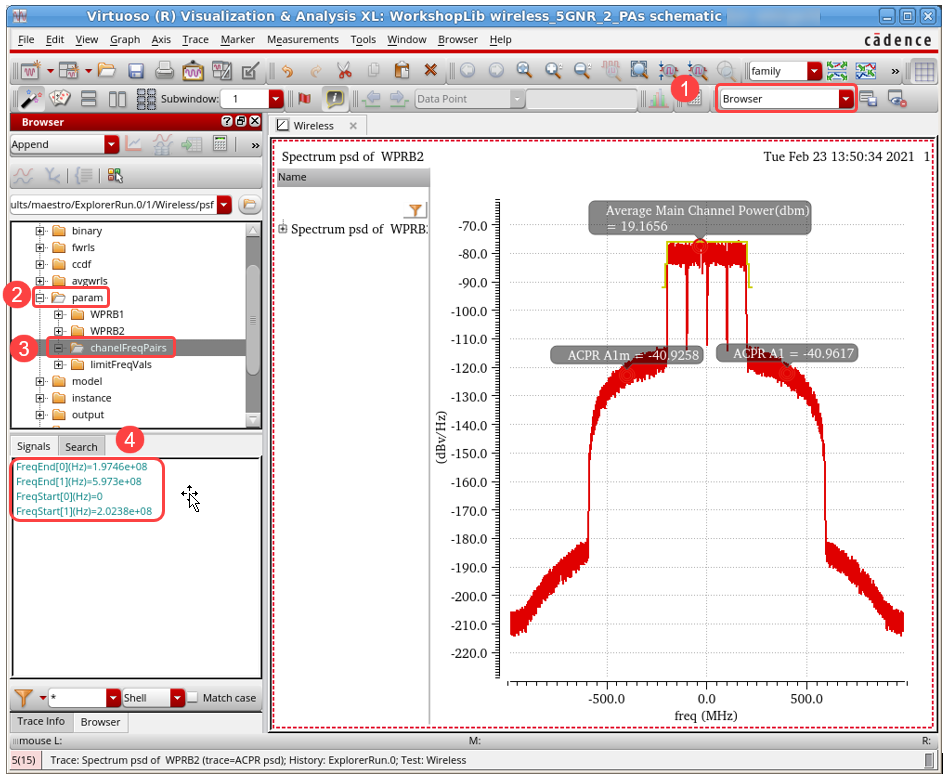 Virtuoso (R) Visualization & Analysis XL: WorkshopLib wireless_5GNR_2_PAs schematic
File Edit View Graph Axis Trace Marker Measurements Tools Window Browser Help
cādence
family
»
Subwindow: 1
Data Point
1
Browser
Browser
Wireless
Append
»
ults/maestro/ExplorerRun.0/1/Wireless/psf
binary
fwrls
ccdf
avgwrls
2
param
WPRB1
WPRB2
3
chanelFreqPairs
limitFreqVals
model
instance
output
Signals Search
4
FreqEnd[0](Hz)=1.9746e+08
FreqEnd[1](Hz)=5.973e+08
FreqStart[0](Hz)=0
FreqStart[1](Hz)=2.0238e+08
*
Shell
Match case
Trace Info Browser
Spectrum psd of WPRB2
Tue Feb 23 13:50:34 2021 1
Name
Spectrum psd of WPRB
Average Main Channel Power(dbm)
= 19.1656
ACPR A1m = -40.9258
ACPR A1 = -40.9617
-70.0
-80.0
-90.0
-100.0
-110.0
-120.0
-130.0
-140.0
-150.0
-160.0
-170.0
-180.0
-190.0
-200.0
-210.0
-220.0
(dBv/Hz)
-500.0 0.0 500.0
freq (MHz)
mouse L: M: R:
5(15) Trace: Spectrum psd of WPRB2 (trace=ACPR psd); History: ExplorerRun.0; Test: Wireless